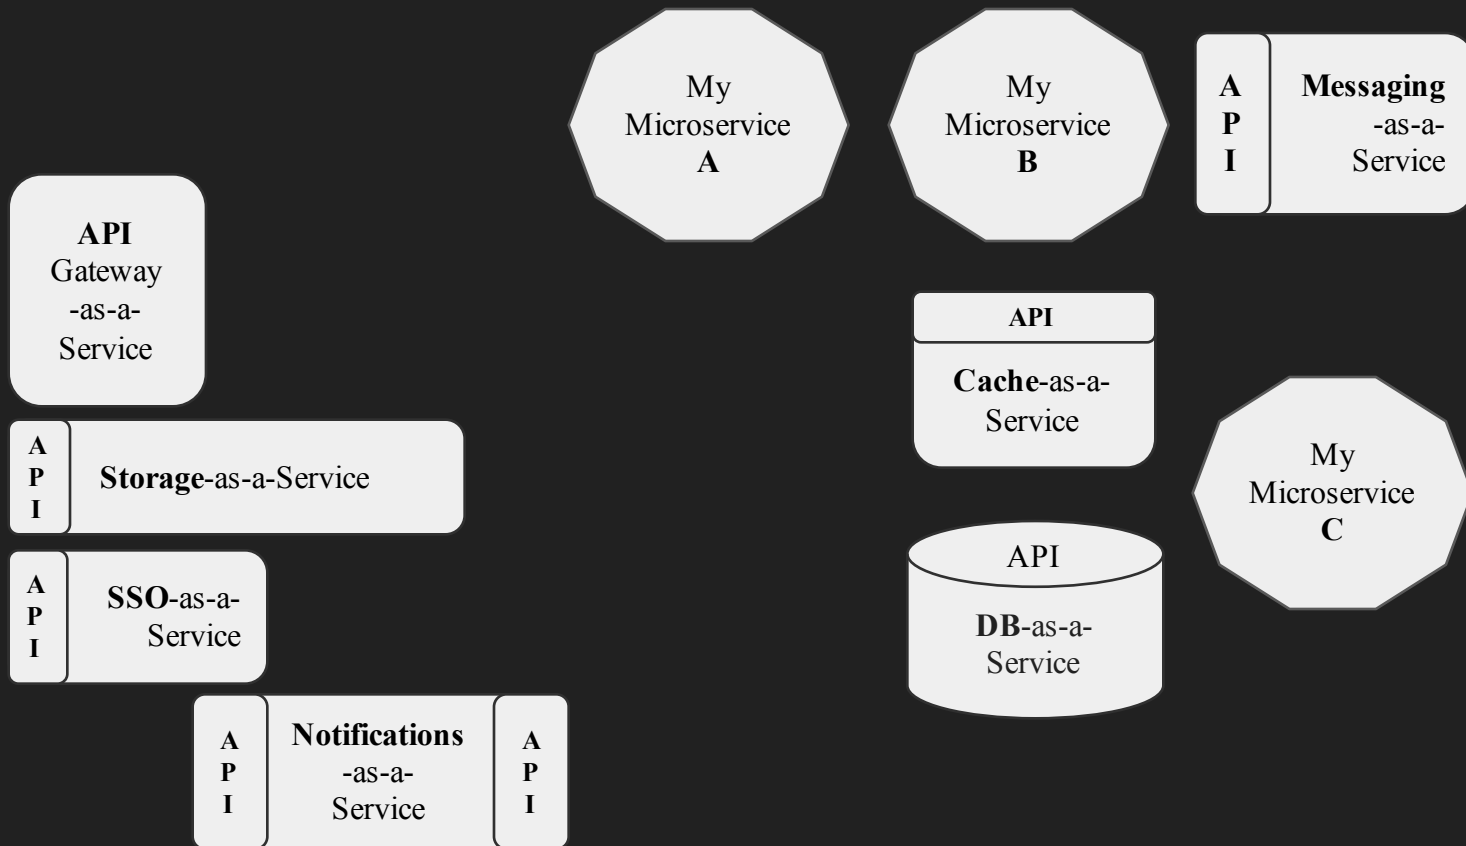 My
Microservice
A
My
Microservice
B
A
P
I
Messaging
-as-a-
Service
API
Gateway
-as-a-
Service
API
Cache-as-a-
Service
A
P
I
Storage-as-a-Service
My
Microservice
C
A
P
I
SSO-as-a-
Service
API
DB-as-a-
Service
A
P
I
Notifications
-as-a-
Service
A
P
I